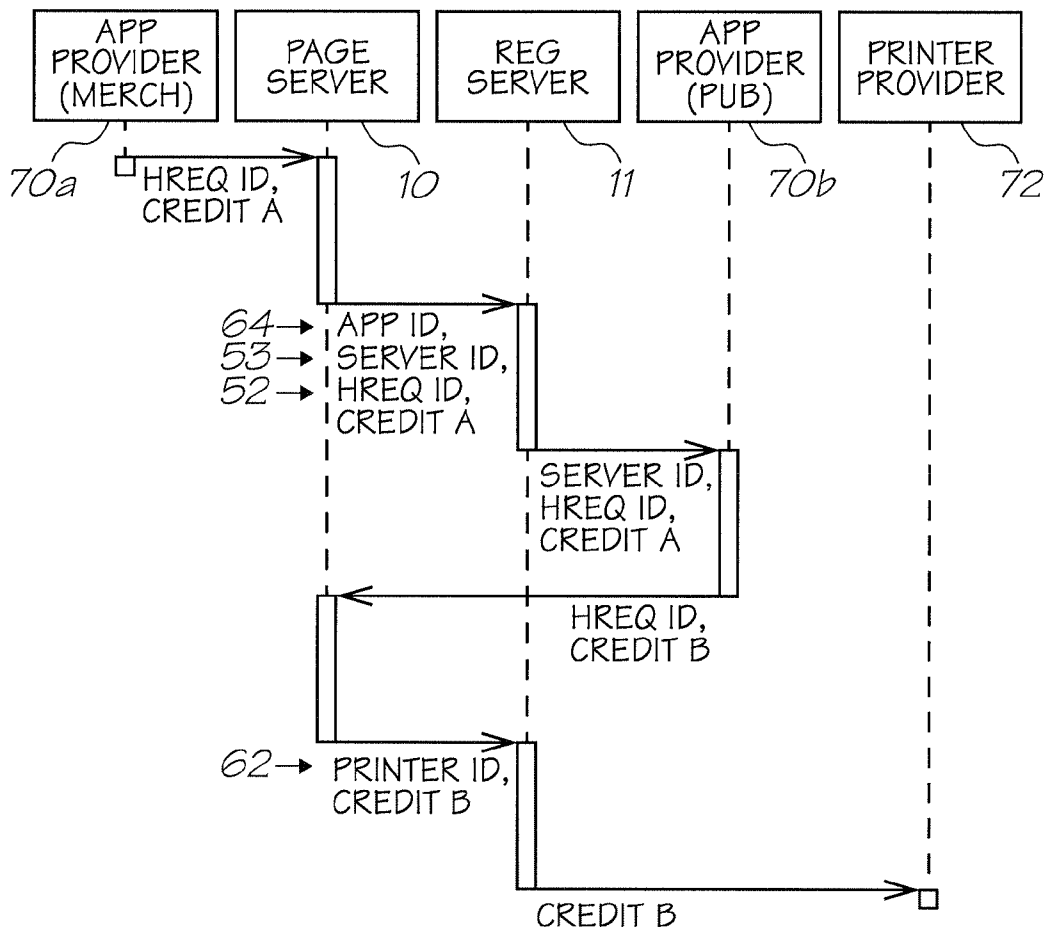 APP
PROVIDER
(MERCH)
PAGE
SERVER
REG
SERVER
APP
PROVIDER
(PUB)
PRINTER
PROVIDER
70a
10
11
70b
72
HREQ ID,
CREDIT A
64
APP ID,
53
SERVER ID,
52
HREQ ID,
CREDIT A
SERVER ID,
HREQ ID,
CREDIT A
HREQ ID,
CREDIT B
62
PRINTER ID,
CREDIT B
CREDIT B